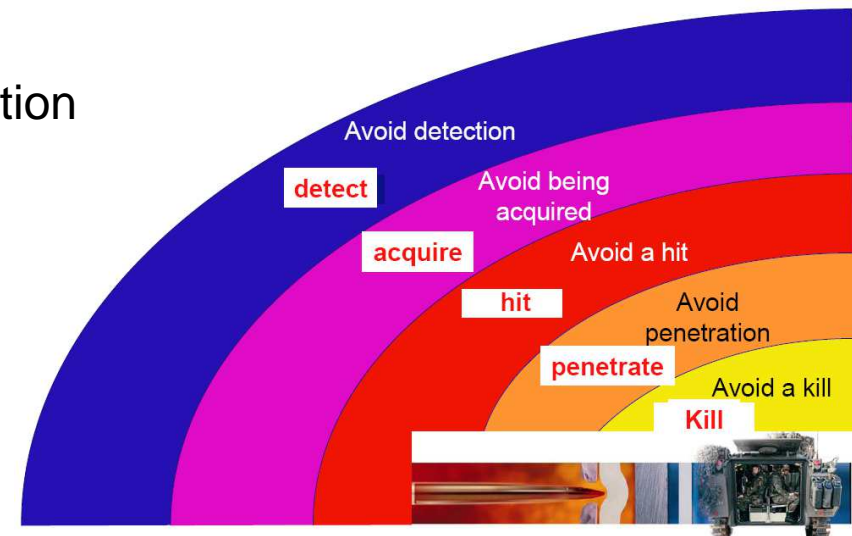 tion
Avoid detection
detect
Avoid being
acquired
acquire
Avoid a hit
hit
Avoid
penetration
penetrate
Avoid a kill
Kill